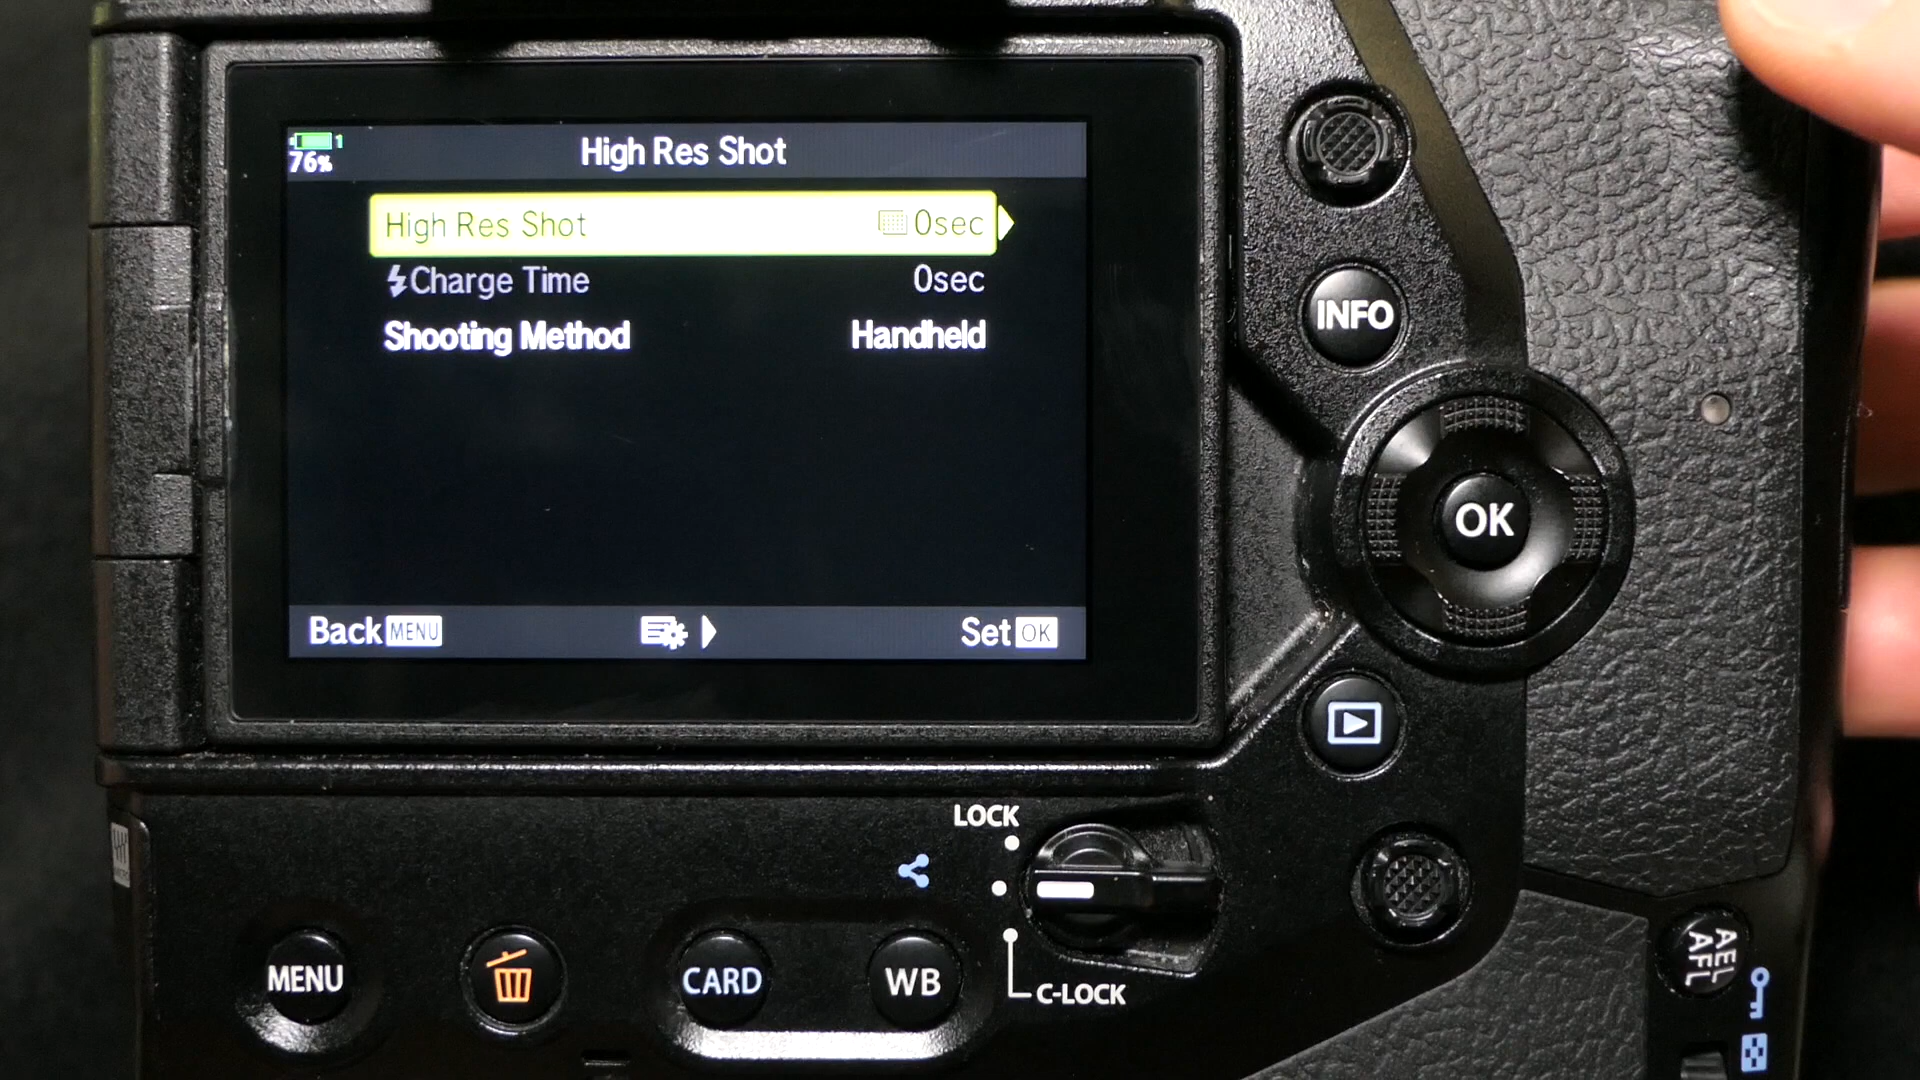 1
76%
High Res Shot
High Res Shot 0sec
Charge Time 0sec
Shooting Method Handheld
Back MENU
Set OK
INFO
OK
LOCK
C-LOCK
MENU
CARD
WB
AEL
AFL